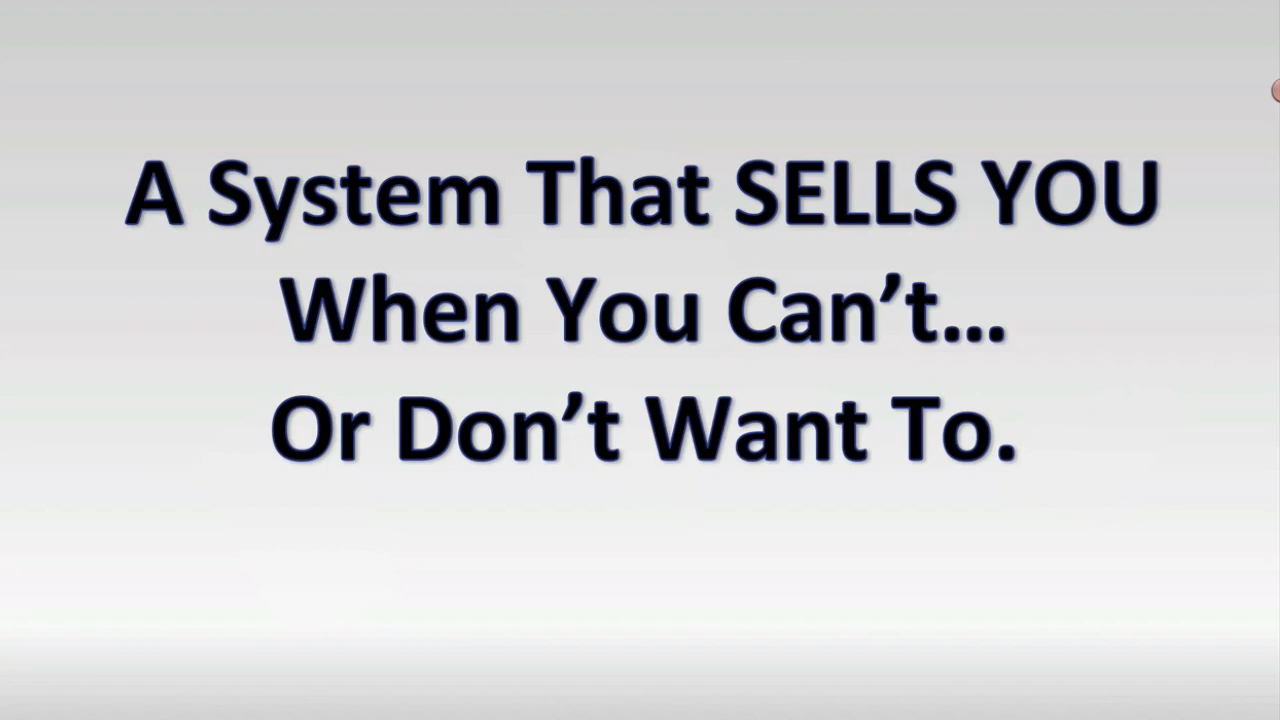 A System That SELLS YOU
When You Can’t…
Or Don’t Want To.